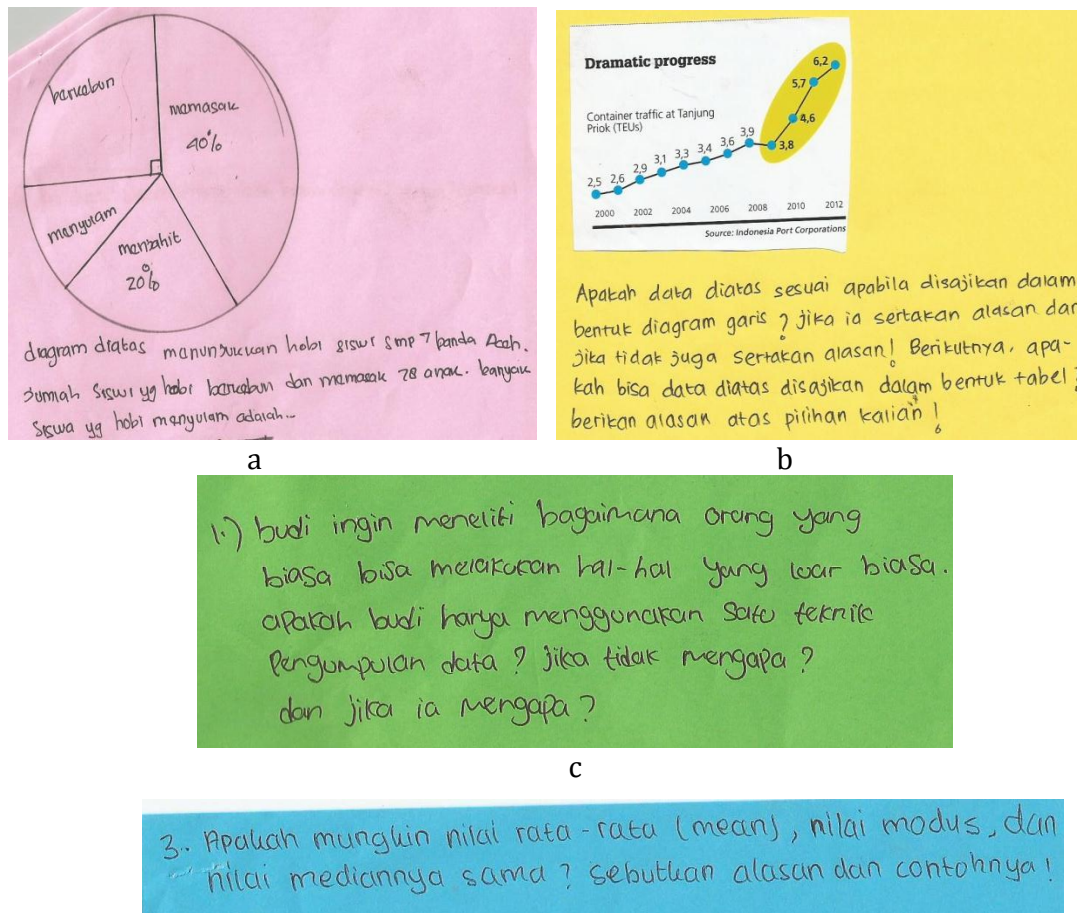 berkebun
memasak
40%
menyulam
menjahit
20%
diagram diatas menunjukkan hobi siswi smp 7 banda Aceh.
Jumlah siswi yg hobi berkebun dan memasak 78 anak. banyak
siswa yg hobi menyulam adalah...
a
Dramatic progress
Container traffic at Tanjung
Priok (TEUs)
2,5 2,6 2,9 3,1 3,3 3,4 3,6 3,9 3,8 4,6 5,7 6,2
2000 2002 2004 2006 2008 2010 2012
Source: Indonesia Port Corporations
Apakah data diatas sesuai apabila disajikan dalam
bentuk diagram garis? jika ia sertakan alasan dan
jika tidak juga sertakan alasan! Berikutnya, apa-
kah bisa data diatas disajikan dalam bentuk tabel?
berikan alasan atas pilihan kalian!
b
1.) budi ingin meneliti bagaimana orang yang
biasa bisa melakukan hal-hal yang luar biasa.
apakah budi hanya menggunakan satu teknik
Pengumpulan data? jika tidak mengapa?
dan jika ia mengapa?
c
3. Apakah mungkin nilai rata-rata (mean), nilai modus, dan
nilai mediannya sama? sebutkan alasan dan contohnya!